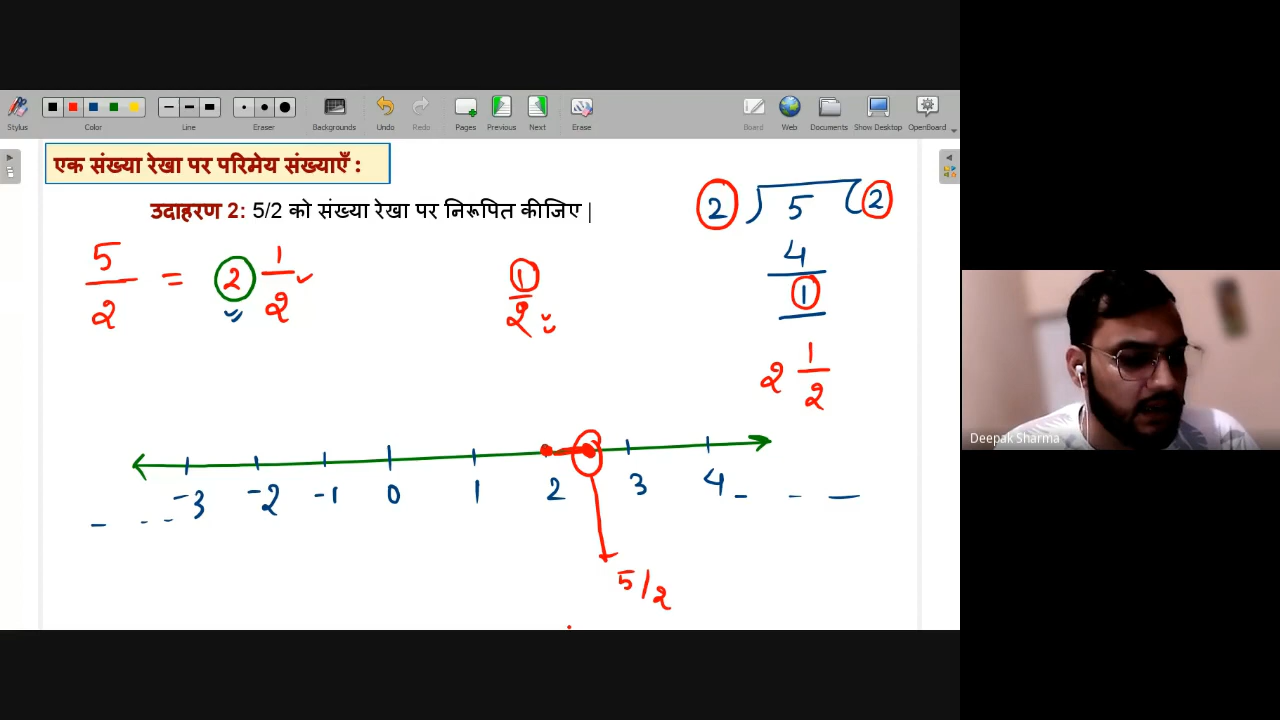 Stylus Color Line Eraser Backgrounds Undo Redo Pages Previous Next Erase Board Web Documents Show Desktop OpenBoard
एक संख्या रेखा पर परिमेय संख्याएँ :
उदाहरण 2: 5/2 को संख्या रेखा पर निरूपित कीजिए |
2 ) 5 ( 2
4
1
5/2 = 2 1/2
1/2
2 1/2
Deepak Sharma
- - - -3 -2 -1 0 1 2 3 4 - - -
5/2